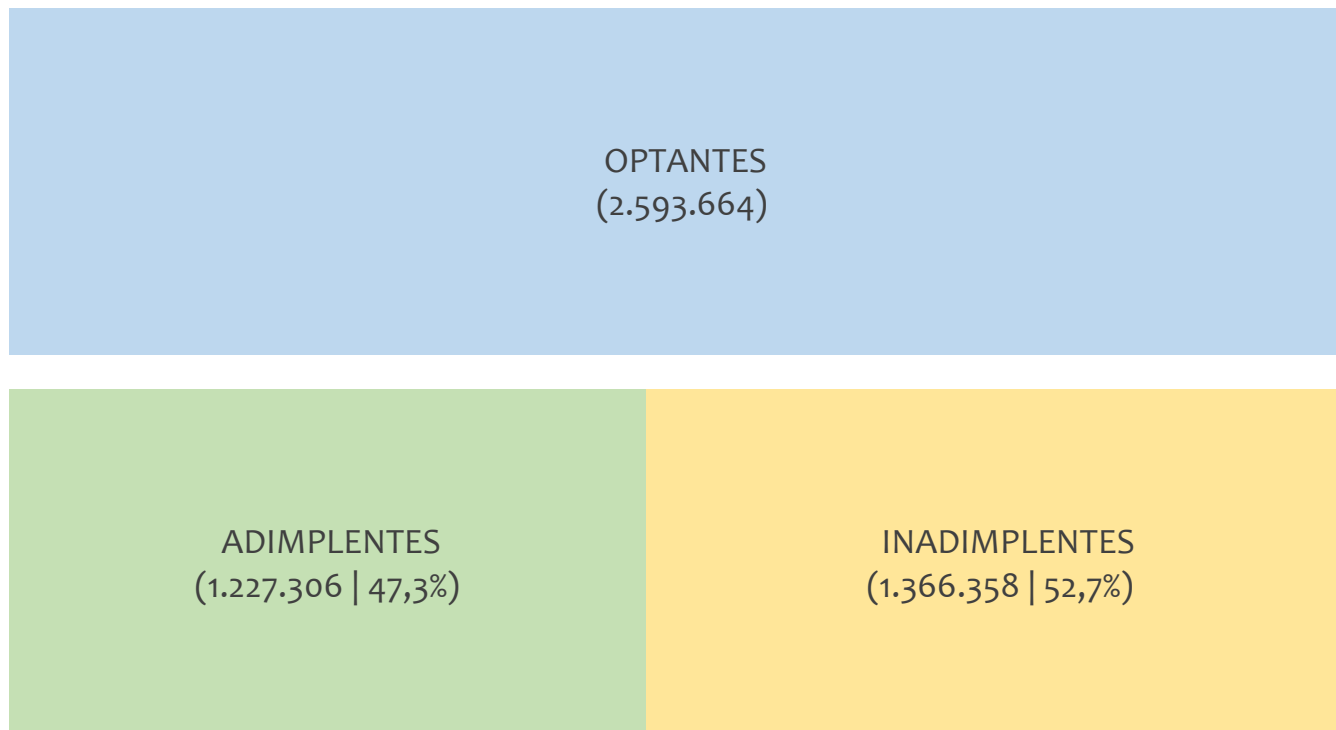 OPTANTES
(2.593.664)
ADIMPLENTES
(1.227.306 | 47,3%)
INADIMPLENTES
(1.366.358 | 52,7%)